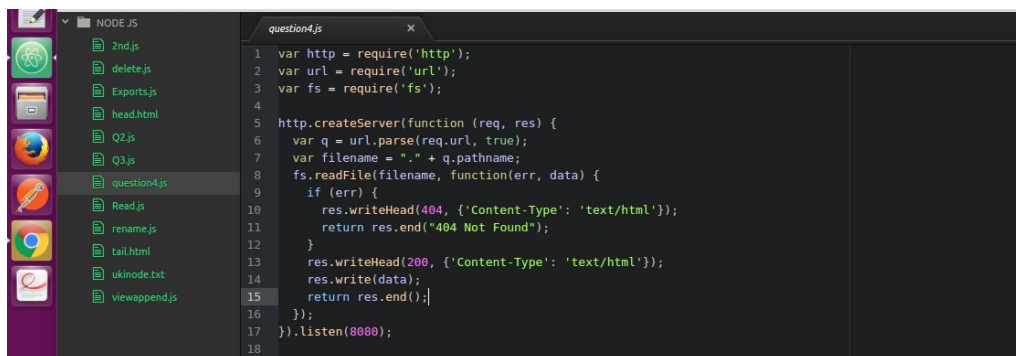 NODE JS
2nd.js
delete.js
Exports.js
head.html
Q2.js
Q3.js
question4.js
Read.js
rename.js
tail.html
ukinode.txt
viewappend.js
question4.js ×
1 var http = require('http');
2 var url = require('url');
3 var fs = require('fs');
4
5 http.createServer(function (req, res) {
6 var q = url.parse(req.url, true);
7 var filename = "." + q.pathname;
8 fs.readFile(filename, function(err, data) {
9 if (err) {
10 res.writeHead(404, {'Content-Type': 'text/html'});
11 return res.end("404 Not Found");
12 }
13 res.writeHead(200, {'Content-Type': 'text/html'});
14 res.write(data);
15 return res.end();
16 });
17 }).listen(8080);
18